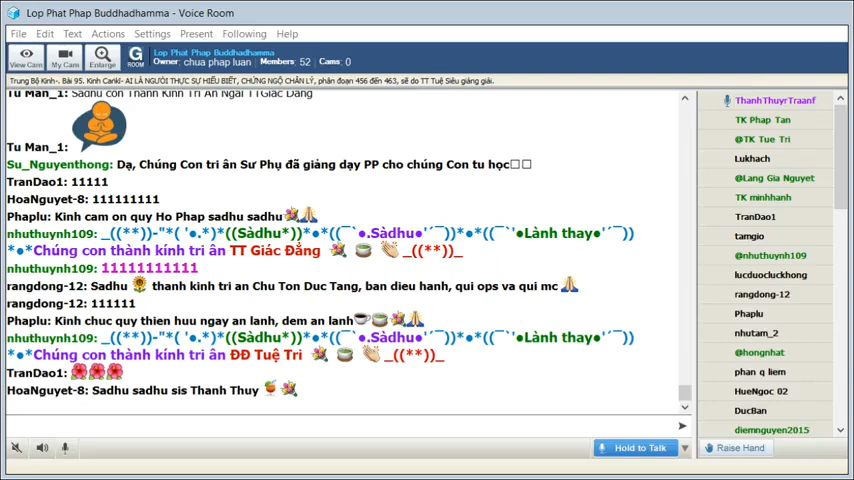 Lop Phat Phap Buddhadhamma - Voice Room
File Edit Text Actions Settings Present Following Help
View Cam My Cam Enlarge G ROOM
Lop Phat Phap Buddhadhamma
Owner: chua phap luan Members: 52 Cams: 0
Trung Bộ Kinh-. Bài 95. Kinh Canki- AI LÀ NGƯỜI THỰC SỰ HIỂU BIẾT, CHỨNG NGỘ CHÂN LÝ, phân đoạn 456 đến 463, sẽ do TT Tuệ Siêu giảng giải.
Tu Man_1: Sadhu con Thanh Kinh Tri An Ngai TTGiac Dang
Tu Man_1:
Su_Nguyenthong: Dạ, Chúng Con tri ân Sư Phụ đã giảng dạy PP cho chúng Con tu học□□
TranDao1: 11111
HoaNguyet-8: 111111111
Phaplu: Kinh cam on quy Ho Phap sadhu sadhu💐🙏
nhuthuynh109: _((**))-"*( '●.*)*((Sàdhu*))*●*((¯`●.Sàdhu●'´¯))*●*((¯`'●Lành thay●'´¯))
*●*Chúng con thành kính tri ân TT Giác Đẳng 💐 🍵 👏 _((**))_
nhuthuynh109: 11111111111
rangdong-12: Sadhu 🌻 thanh kinh tri an Chu Ton Duc Tang, ban dieu hanh, qui ops va qui mc 🙏
rangdong-12: 111111
Phaplu: Kinh chuc quy thien huu ngay an lanh, dem an lanh☕🍵💐🙏
nhuthuynh109: _((**))-"*( '●.*)*((Sàdhu*))*●*((¯`●.Sàdhu●'´¯))*●*((¯`'●Lành thay●'´¯))
*●*Chúng con thành kính tri ân ĐĐ Tuệ Tri 💐 🍵 👏 _((**))_
TranDao1: 🌺🌺🌺
HoaNguyet-8: Sadhu sadhu sis Thanh Thuy 🍹💐
Hold to Talk
ThanhThuyrTraanf
TK Phap Tan
@TK Tue Tri
Lukhach
@Lang Gia Nguyet
TK minhhanh
TranDao1
tamgio
@nhuthuynh109
lucduocluckhong
rangdong-12
Phaplu
nhutam_2
@hongnhat
phan q liem
HueNgoc 02
DucBan
diemnguyen2015
Raise Hand